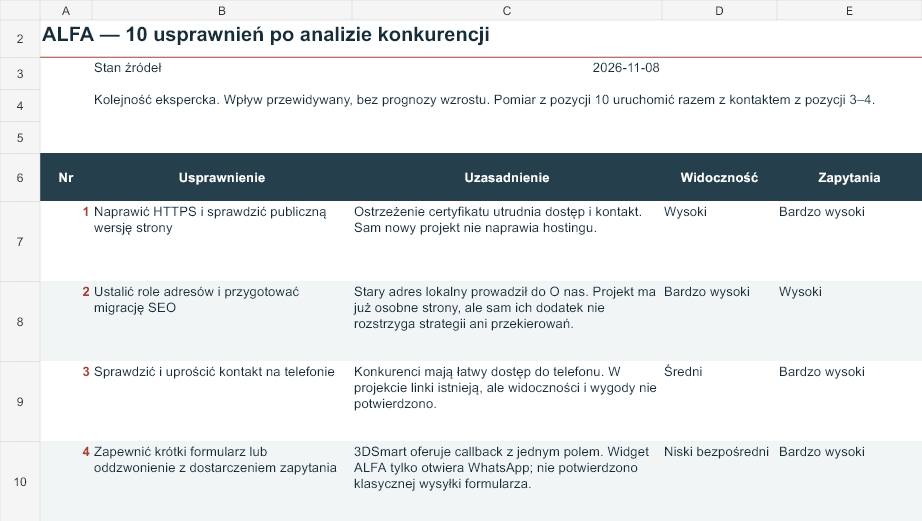 A B C D E
2 ALFA — 10 usprawnień po analizie konkurencji
3 Stan źródeł 2026-11-08
4 Kolejność ekspercka. Wpływ przewidywany, bez prognozy wzrostu. Pomiar z pozycji 10 uruchomić razem z kontaktem z pozycji 3–4.
5
6 Nr Usprawnienie Uzasadnienie Widoczność Zapytania
7
1 Naprawić HTTPS i sprawdzić publiczną
wersję strony
Ostrzeżenie certyfikatu utrudnia dostęp i kontakt.
Sam nowy projekt nie naprawia hostingu.
Wysoki
Bardzo wysoki
8
2 Ustalić role adresów i przygotować
migrację SEO
Stary adres lokalny prowadził do O nas. Projekt ma
już osobne strony, ale sam ich dodatek nie
rozstrzyga strategii ani przekierowań.
Bardzo wysoki
Wysoki
9
3 Sprawdzić i uprościć kontakt na telefonie
Konkurenci mają łatwy dostęp do telefonu. W
projekcie linki istnieją, ale widoczności i wygody nie
potwierdzono.
Średni
Bardzo wysoki
10
4 Zapewnić krótki formularz lub
oddzwonienie z dostarczeniem zapytania
3DSmart oferuje callback z jednym polem. Widget
ALFA tylko otwiera WhatsApp; nie potwierdzono
klasycznej wysyłki formularza.
Niski bezpośredni
Bardzo wysoki